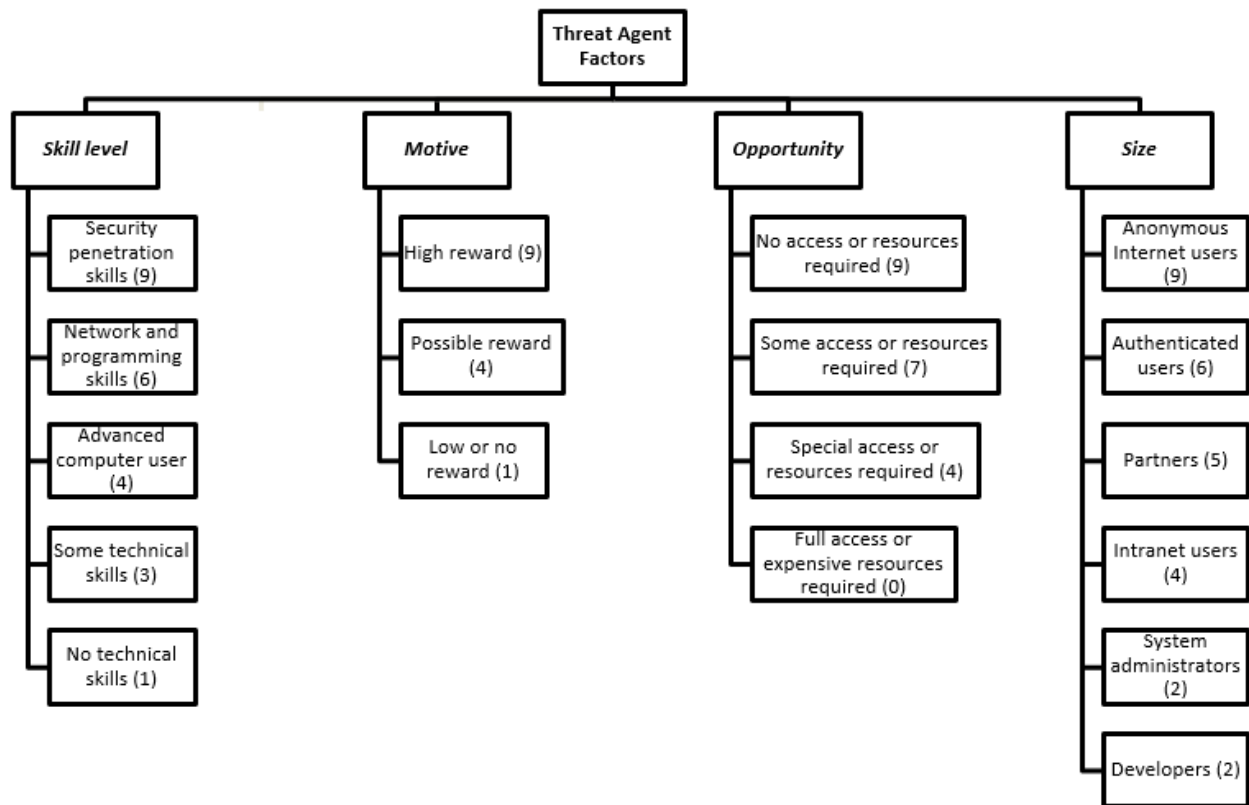 Threat Agent
Factors
Skill level
Motive
Opportunity
Size
Security
penetration
skills (9)
Network and
programming
skills (6)
Advanced
computer user
(4)
Some technical
skills (3)
No technical
skills (1)
High reward (9)
Possible reward
(4)
Low or no
reward (1)
No access or resources
required (9)
Some access or resources
required (7)
Special access or
resources required (4)
Full access or
expensive resources
required (0)
Anonymous
Internet users
(9)
Authenticated
users (6)
Partners (5)
Intranet users
(4)
System
administrators
(2)
Developers (2)